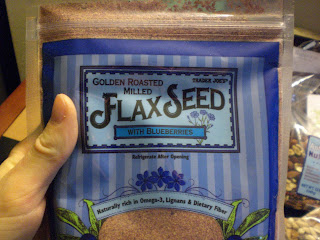 GOLDEN ROASTED
TRADER JOE'S
MILLED
FLAX SEED
WITH BLUEBERRIES
Refrigerate After Opening
Naturally rich in Omega-3, Lignans & Dietary Fiber